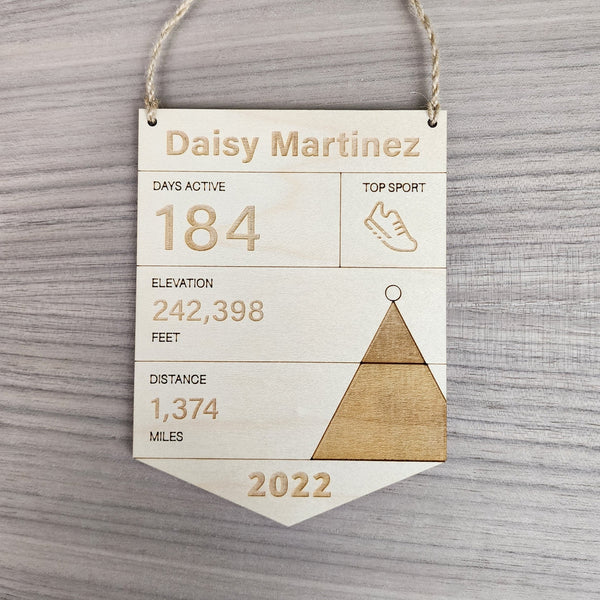 Daisy Martinez
DAYS ACTIVE
184
TOP SPORT
ELEVATION
242,398
FEET
DISTANCE
1,374
MILES
2022